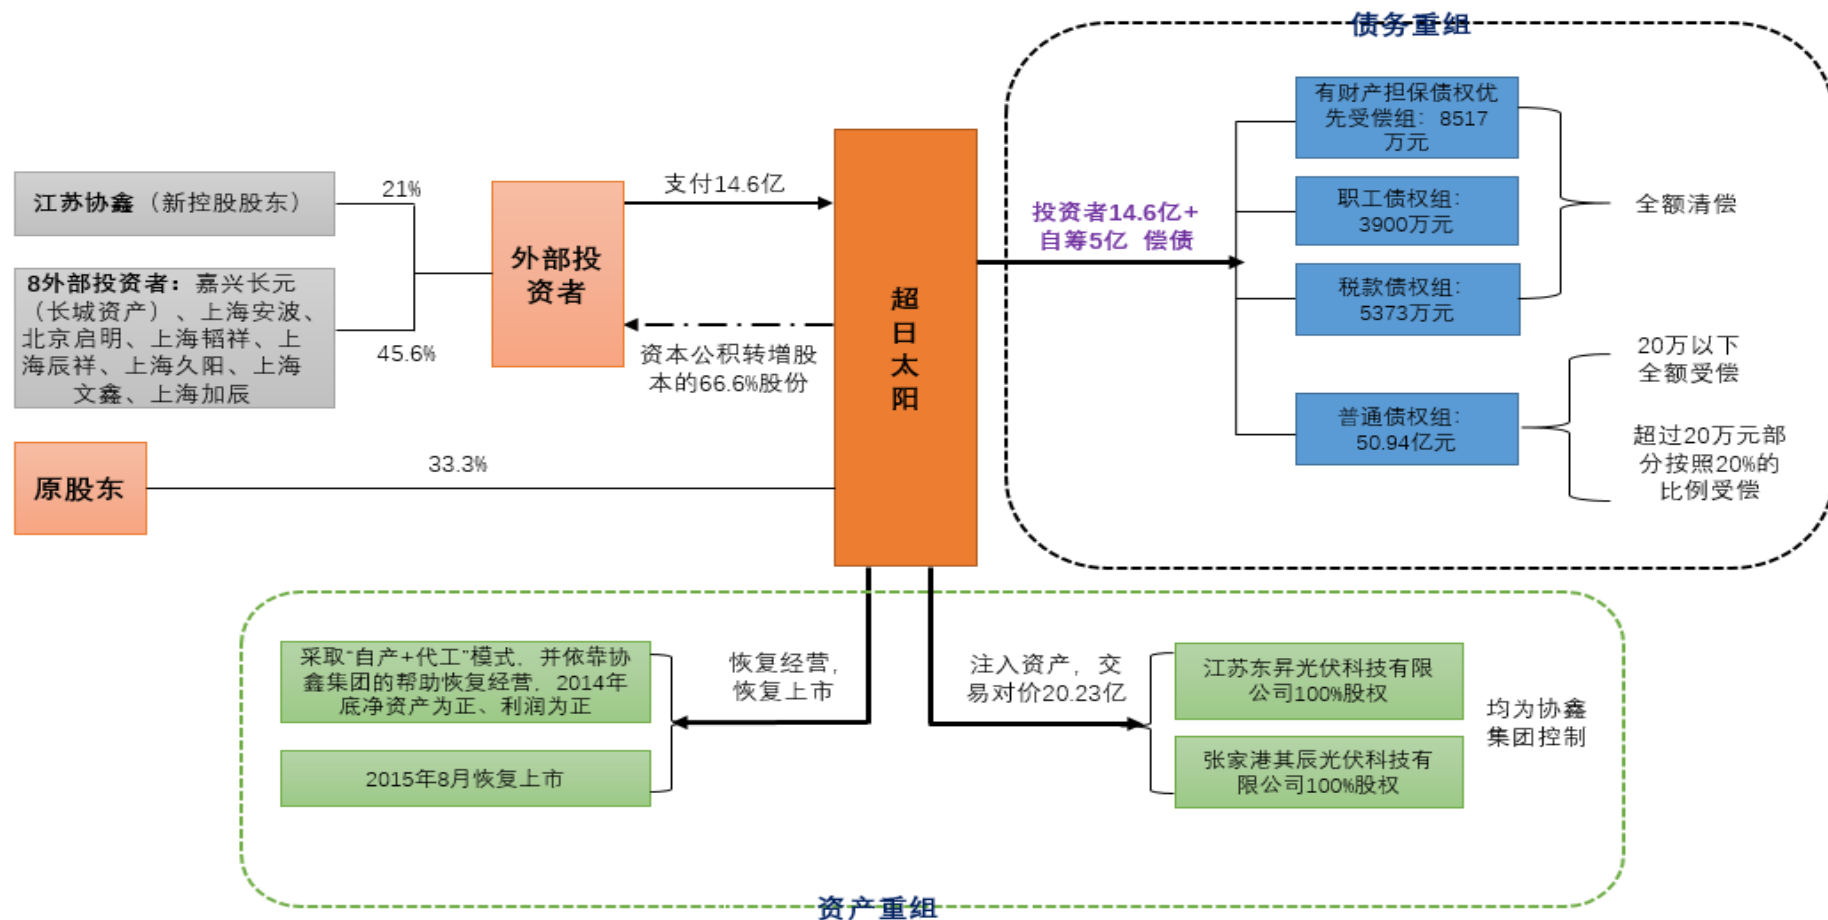 债务重组
有财产担保债权优
先受偿组：8517
万元
职工债权组：
3900万元
税款债权组：
5373万元
普通债权组：
50.94亿元
全额清偿
20万以下
全额受偿
超过20万元部
分按照20%的
比例受偿
投资者14.6亿+
自筹5亿 偿债
江苏协鑫（新控股股东）
21%
8外部投资者：嘉兴长元
（长城资产）、上海安波、
北京启明、上海韬祥、上
海辰祥、上海久阳、上海
文鑫、上海加辰
45.6%
外部投
资者
支付14.6亿
资本公积转增股
本的66.6%股份
超
日
太
阳
原股东
33.3%
采取“自产+代工”模式，并依靠协
鑫集团的帮助恢复经营，2014年
底净资产为正、利润为正
2015年8月恢复上市
恢复经营，
恢复上市
注入资产，交
易对价20.23亿
江苏东昇光伏科技有限
公司100%股权
张家港其辰光伏科技有
限公司100%股权
均为协鑫
集团控制
资产重组